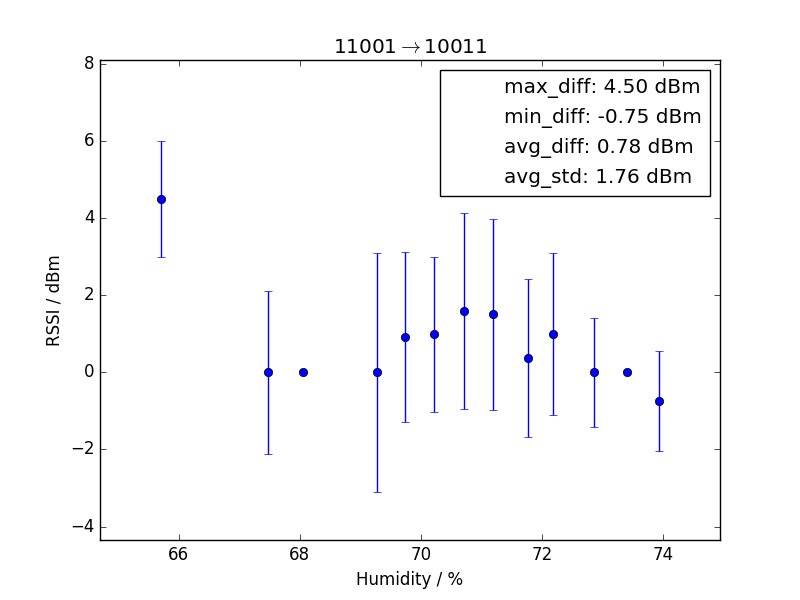 11001→10011
max_diff: 4.50 dBm
min_diff: -0.75 dBm
avg_diff: 0.78 dBm
avg_std: 1.76 dBm
RSSI / dBm
8
6
4
2
0
−2
−4
66 68 70 72 74
Humidity / %